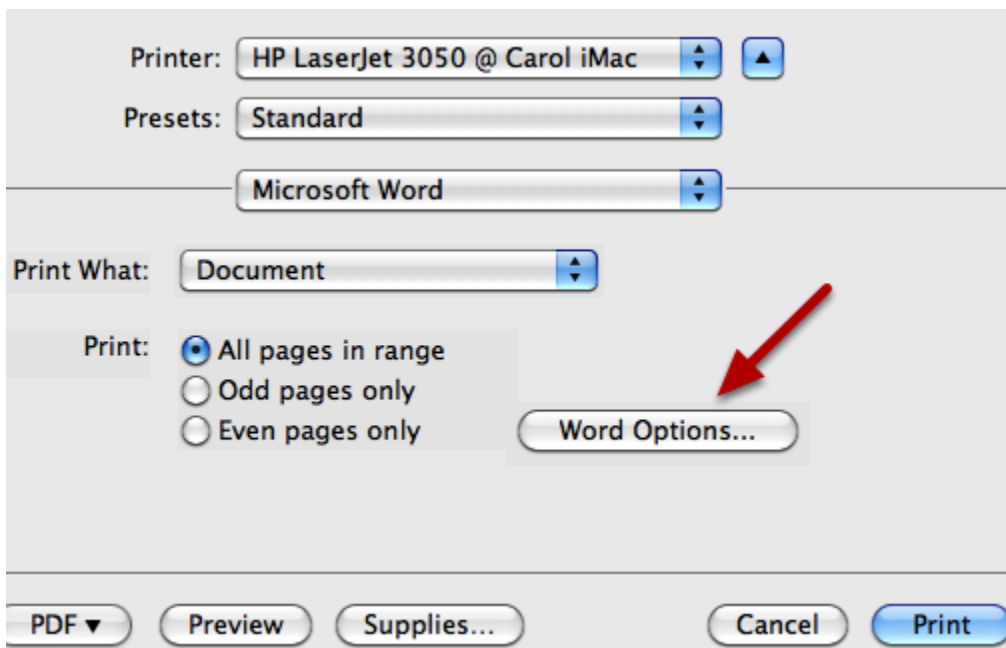 Printer: HP LaserJet 3050 @ Carol iMac
Presets: Standard
Microsoft Word
Print What: Document
Print: All pages in range
Odd pages only
Even pages only
Word Options...
PDF Preview Supplies... Cancel Print